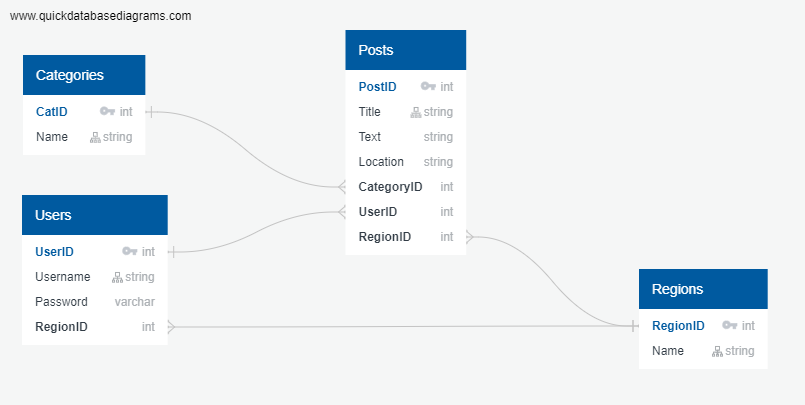 www.quickdatabasediagrams.com
Categories
CatID int
Name string
Users
UserID int
Username string
Password varchar
RegionID int
Posts
PostID int
Title string
Text string
Location string
CategoryID int
UserID int
RegionID int
Regions
RegionID int
Name string